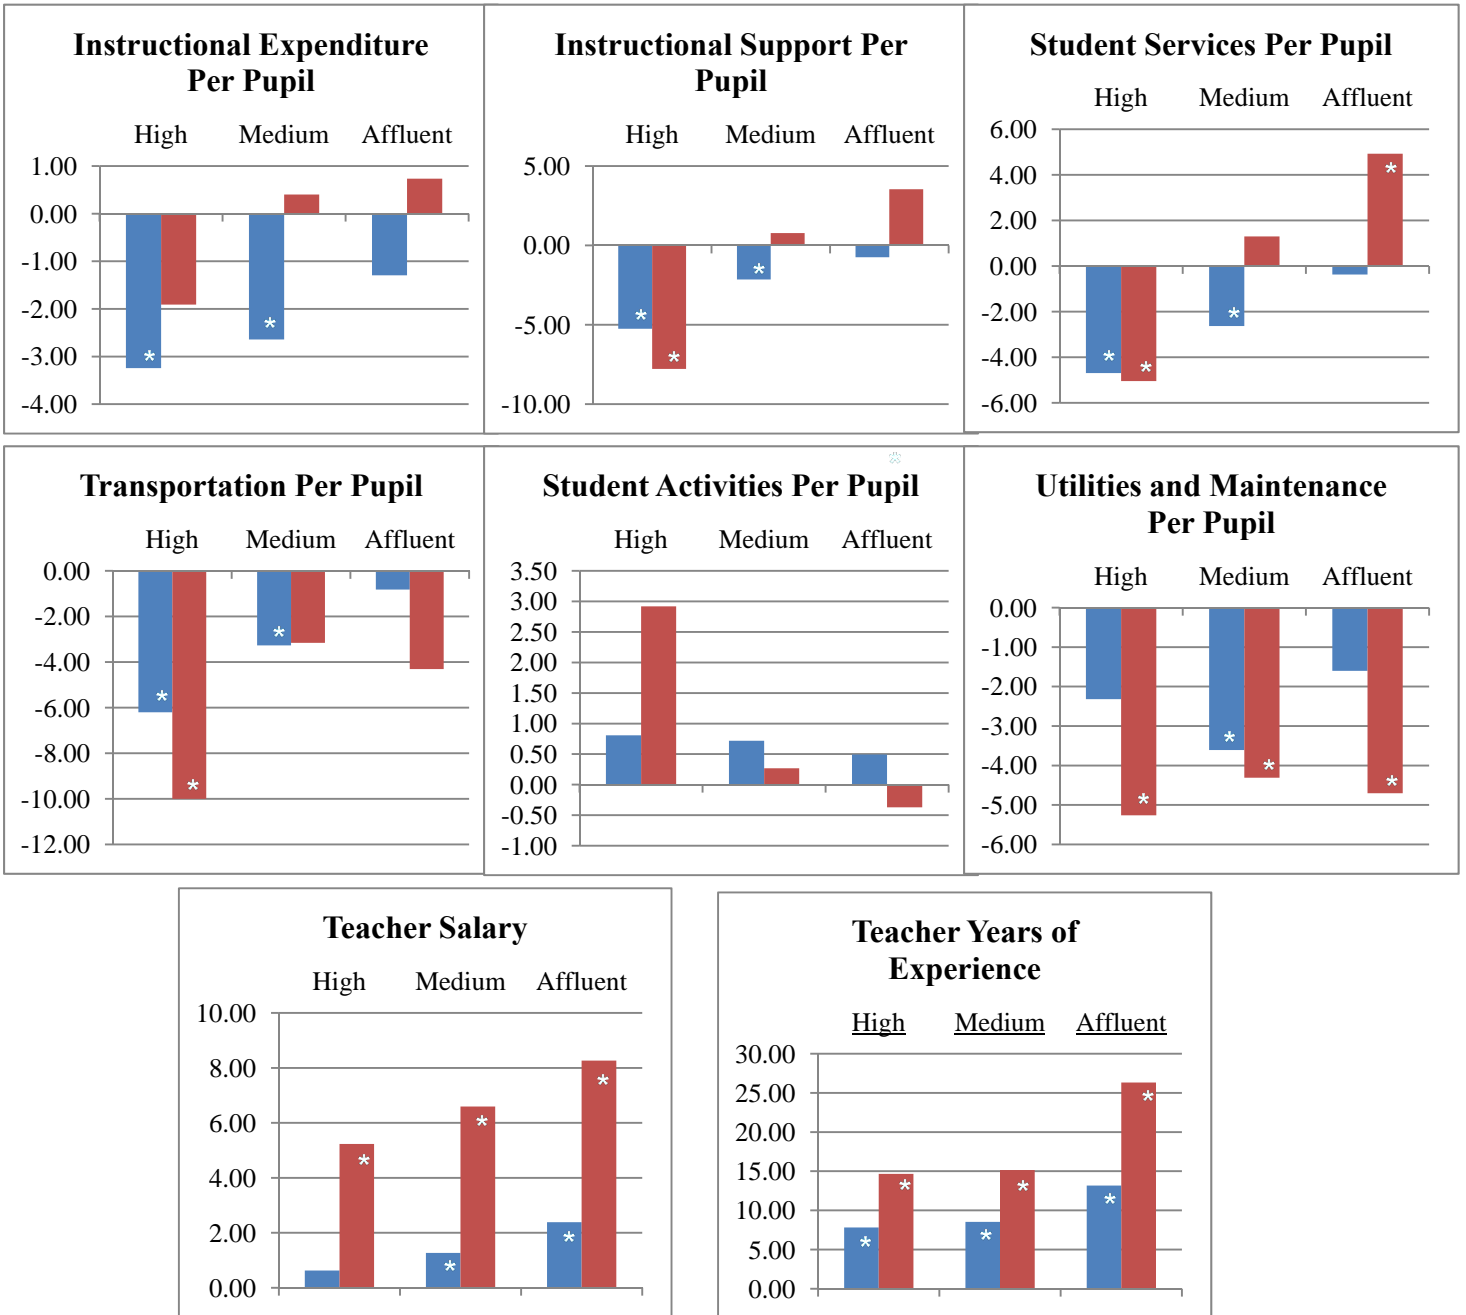 Instructional Expenditure
Per Pupil
High Medium Affluent
1.00
0.00
-1.00
-2.00
-3.00
-4.00
* *
Instructional Support Per
Pupil
High Medium Affluent
5.00
0.00
-5.00
-10.00
* * *
Student Services Per Pupil
High Medium Affluent
6.00
4.00
2.00
0.00
-2.00
-4.00
-6.00
* * * *
Transportation Per Pupil
High Medium Affluent
0.00
-2.00
-4.00
-6.00
-8.00
-10.00
-12.00
* * *
Student Activities Per Pupil
High Medium Affluent
3.50
3.00
2.50
2.00
1.50
1.00
0.50
0.00
-0.50
-1.00
Utilities and Maintenance
Per Pupil
High Medium Affluent
0.00
-1.00
-2.00
-3.00
-4.00
-5.00
-6.00
* * * *
Teacher Salary
High Medium Affluent
10.00
8.00
6.00
4.00
2.00
0.00
* * * * *
Teacher Years of
Experience
High Medium Affluent
30.00
25.00
20.00
15.00
10.00
5.00
0.00
* * * * * *